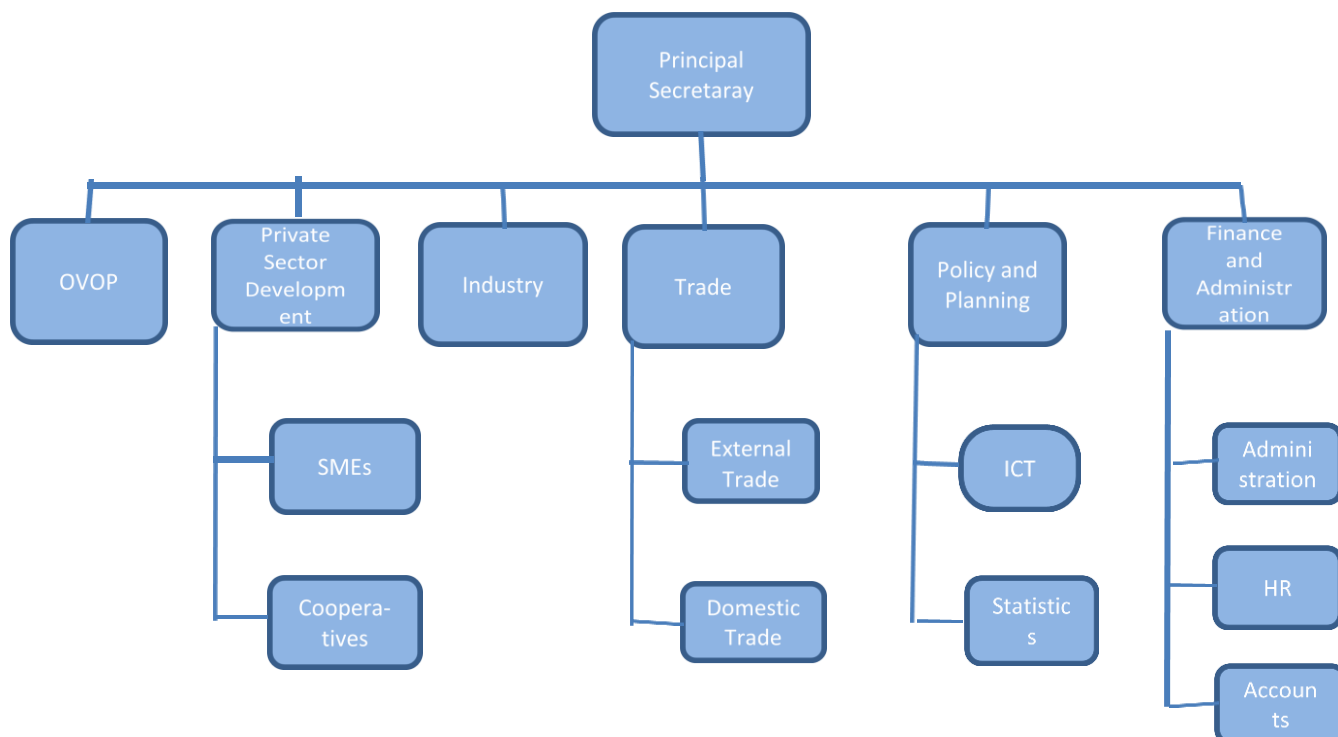 Principal
Secretaray
OVOP
Private
Sector
Developm
ent
Industry
Trade
Policy and
Planning
Finance
and
Administr
ation
SMEs
External
Trade
ICT
Admini
stration
Coopera-
tives
Domestic
Trade
Statistic
s
HR
Accoun
ts